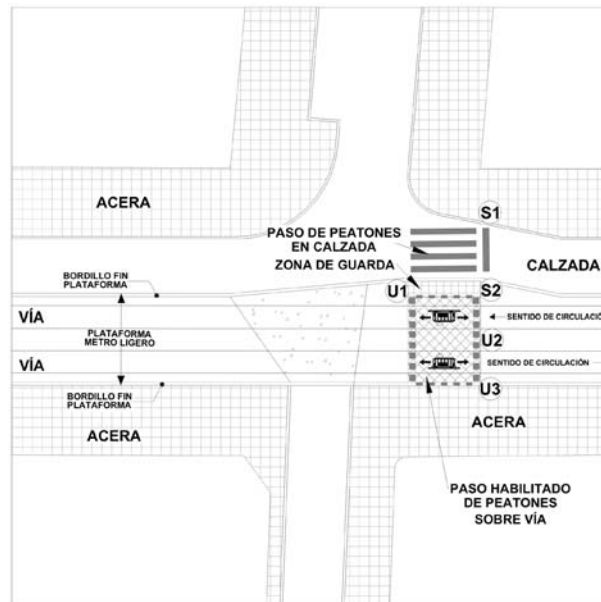 ACERA
S1
PASO DE PEATONES
EN CALZADA
ZONA DE GUARDA
CALZADA
BORDILLO FIN
PLATAFORMA
U1
S2
VÍA
SENTIDO DE CIRCULACIÓN
PLATAFORMA
METRO LIGERO
U2
VÍA
SENTIDO DE CIRCULACIÓN
BORDILLO FIN
PLATAFORMA
U3
ACERA
ACERA
PASO HABILITADO
DE PEATONES
SOBRE VÍA